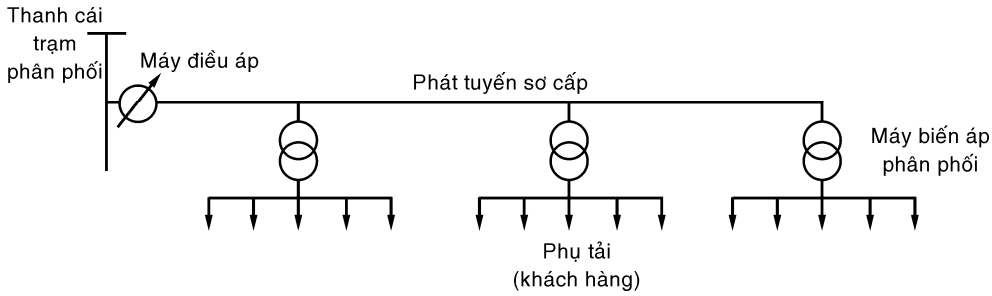 Thanh cái
trạm
phân phối
Máy điều áp
Phát tuyến sơ cấp
Máy biến áp
phân phối
Phụ tải
(khách hàng)